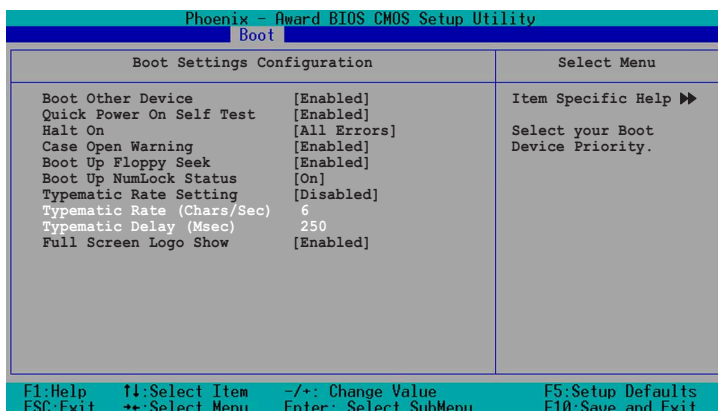 Phoenix - Award BIOS CMOS Setup Utility
Boot
Boot Settings Configuration
Select Menu
Boot Other Device [Enabled]
Quick Power On Self Test [Enabled]
Halt On [All Errors]
Case Open Warning [Enabled]
Boot Up Floppy Seek [Enabled]
Boot Up NumLock Status [On]
Typematic Rate Setting [Disabled]
Typematic Rate (Chars/Sec) 6
Typematic Delay (Msec) 250
Full Screen Logo Show [Enabled]
Item Specific Help ▶▶
Select your Boot
Device Priority.
F1:Help ↑↓:Select Item -/+: Change Value F5:Setup Defaults
ESC:Exit →←:Select Menu Enter: Select SubMenu F10:Save and Exit